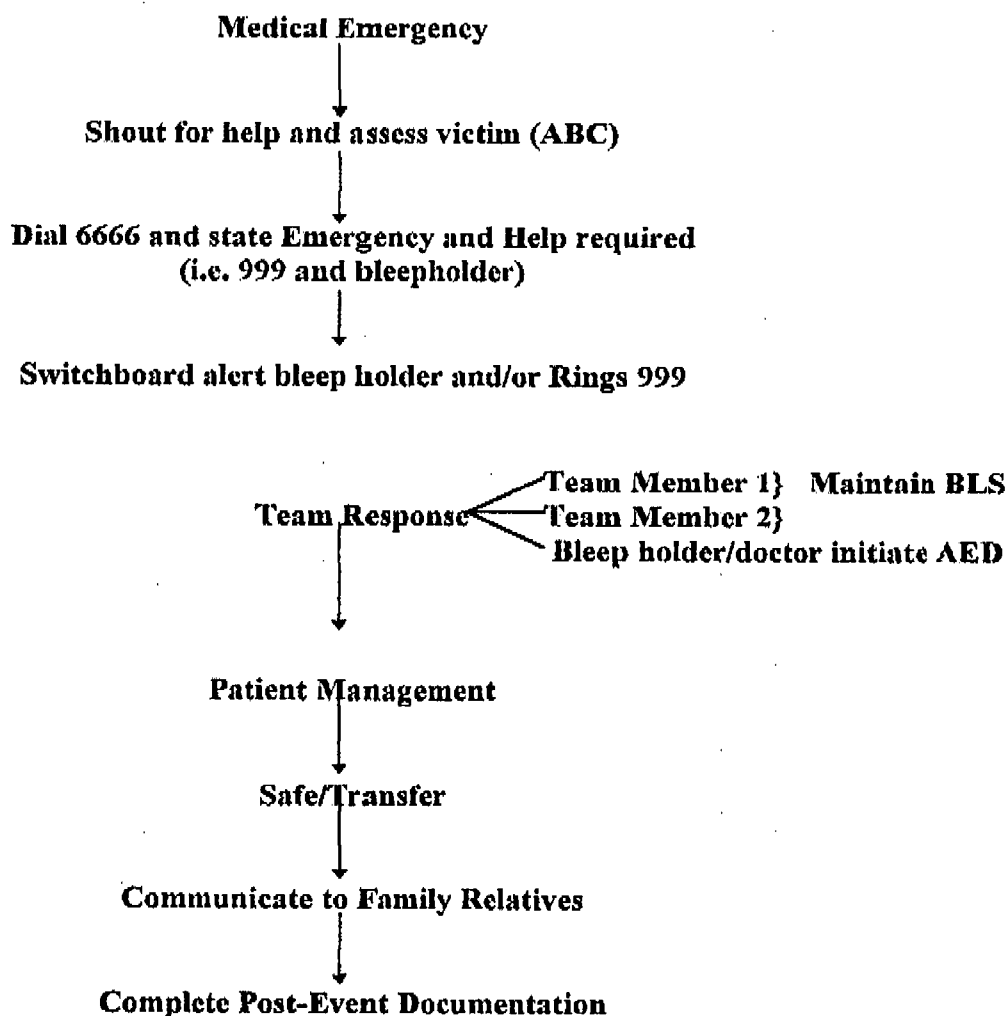 Medical Emergency
Shout for help and assess victim (ABC)
Dial 6666 and state Emergency and Help required
(i.e. 999 and bleepholder)
Switchboard alert bleep holder and/or Rings 999
Team Member 1} Maintain BLS
Team Response Team Member 2}
Bleep holder/doctor initiate AED
Patient Management
Safe/Transfer
Communicate to Family Relatives
Complete Post-Event Documentation